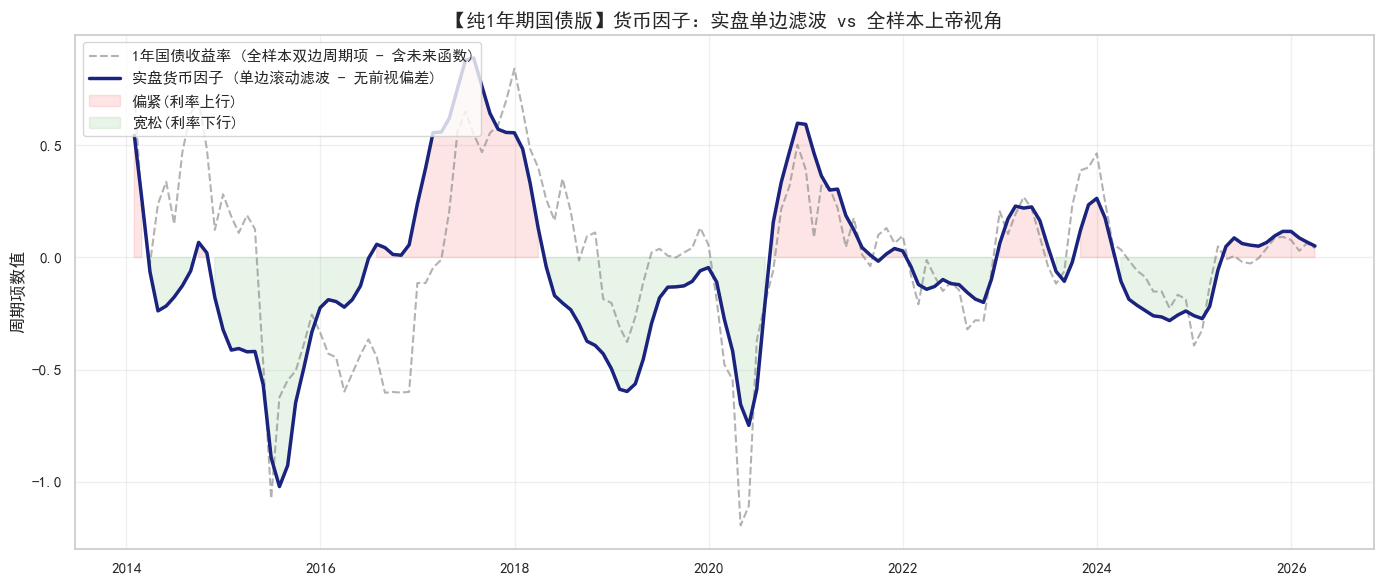 【纯1年期国债版】货币因子：实盘单边滤波 vs 全样本上帝视角
1年国债收益率 (全样本双边周期项 - 含未来函数)
实盘货币因子 (单边滚动滤波 - 无前视偏差)
偏紧(利率上行)
宽松(利率下行)
周期项数值
0.5
0.0
−0.5
−1.0
2014 2016 2018 2020 2022 2024 2026